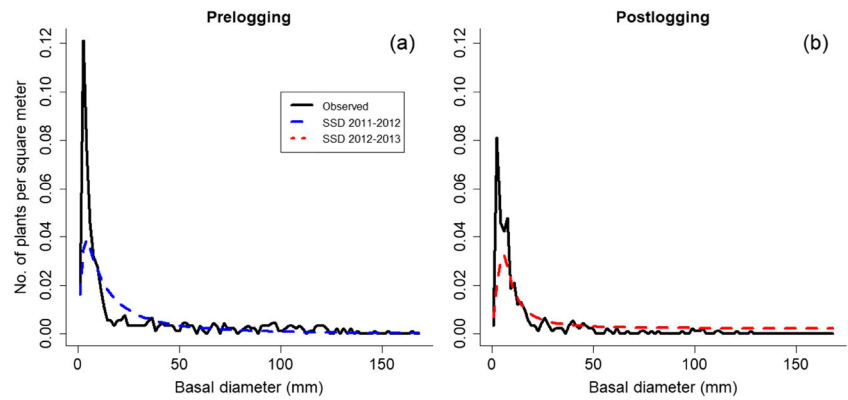 Prelogging
(a)
No. of plants per square meter
0.12
0.10
0.08
0.06
0.04
0.02
0.00
Observed
SSD 2011-2012
SSD 2012-2013
0 50 100 150
Basal diameter (mm)
Postlogging
(b)
0.12
0.10
0.08
0.06
0.04
0.02
0.00
0 50 100 150
Basal diameter (mm)